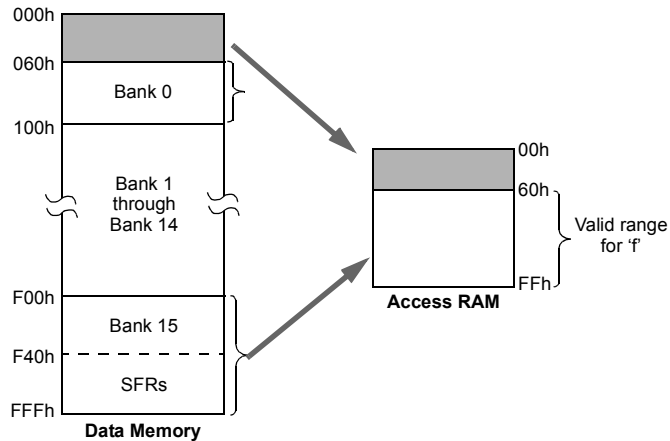 000h
060h
Bank 0
100h
Bank 1
through
Bank 14
F00h
Bank 15
F40h
SFRs
FFFh
Data Memory
00h
60h
Valid range
for ‘f’
FFh
Access RAM